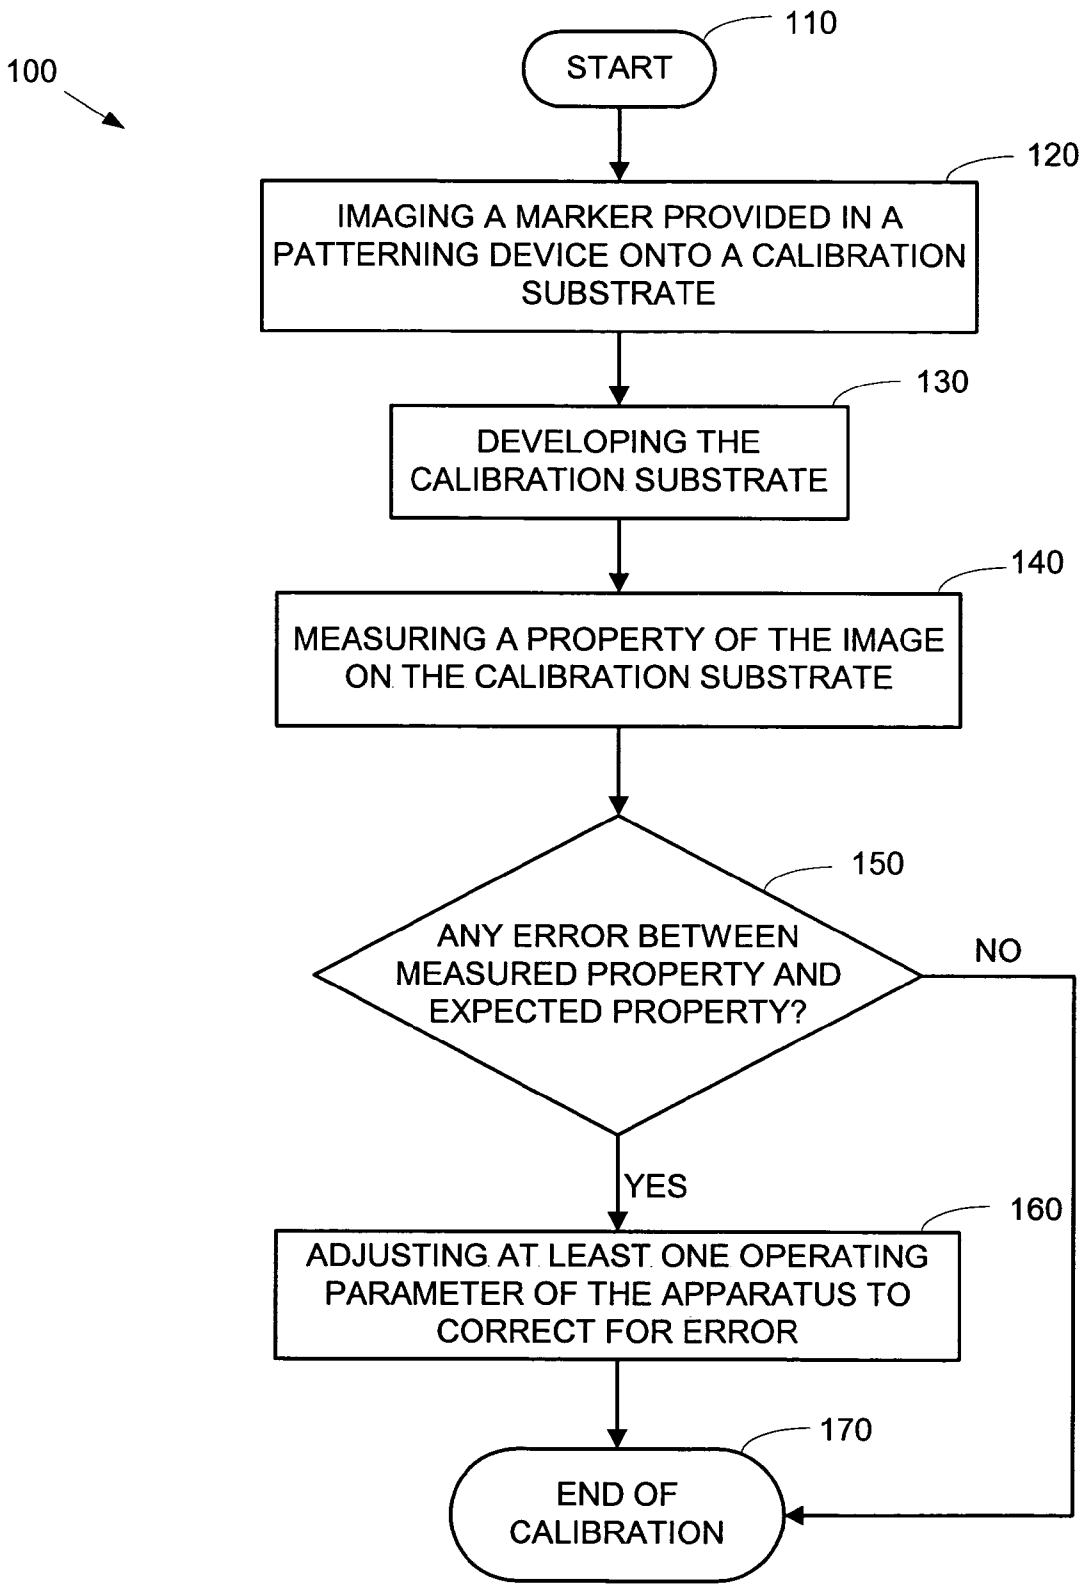 110
START
100
120
IMAGING A MARKER PROVIDED IN A
PATTERNING DEVICE ONTO A CALIBRATION
SUBSTRATE
130
DEVELOPING THE
CALIBRATION SUBSTRATE
140
MEASURING A PROPERTY OF THE IMAGE
ON THE CALIBRATION SUBSTRATE
150
ANY ERROR BETWEEN
MEASURED PROPERTY AND
EXPECTED PROPERTY?
NO
YES
160
ADJUSTING AT LEAST ONE OPERATING
PARAMETER OF THE APPARATUS TO
CORRECT FOR ERROR
170
END OF
CALIBRATION